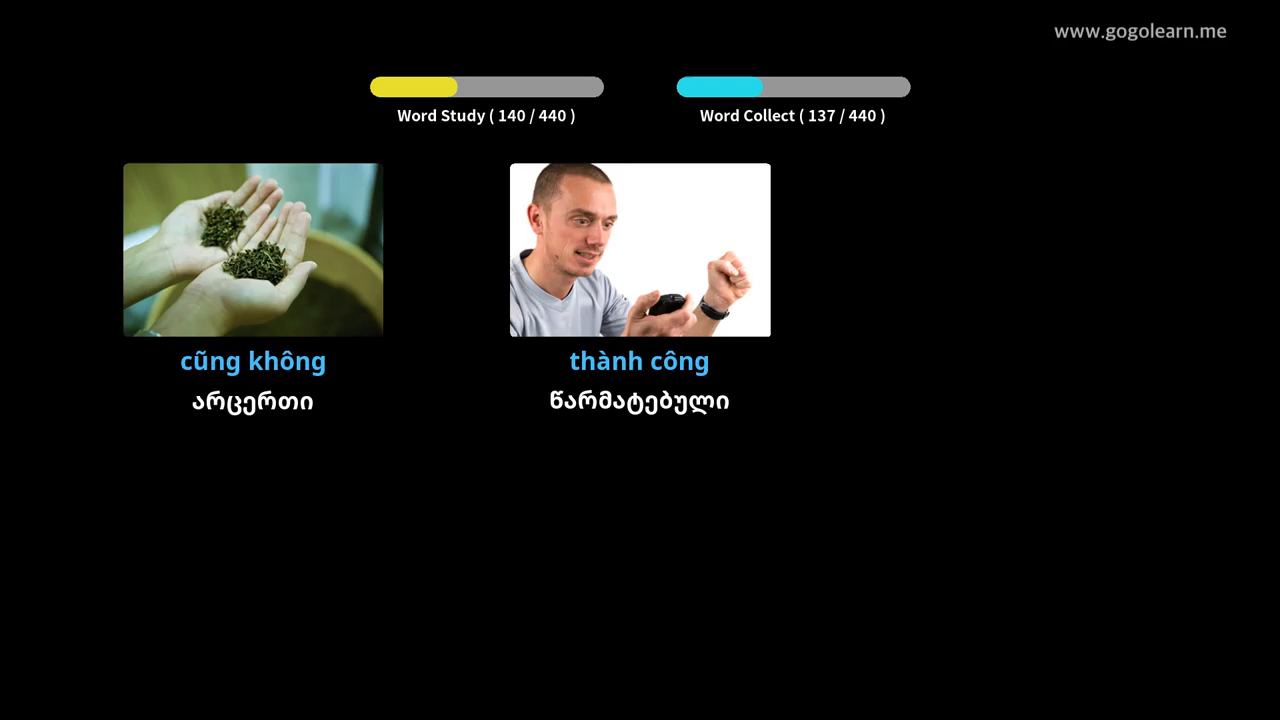 www.gogolearn.me
Word Study ( 140 / 440 )
Word Collect ( 137 / 440 )
cũng không
არცერთი
thành công
წარმატებული